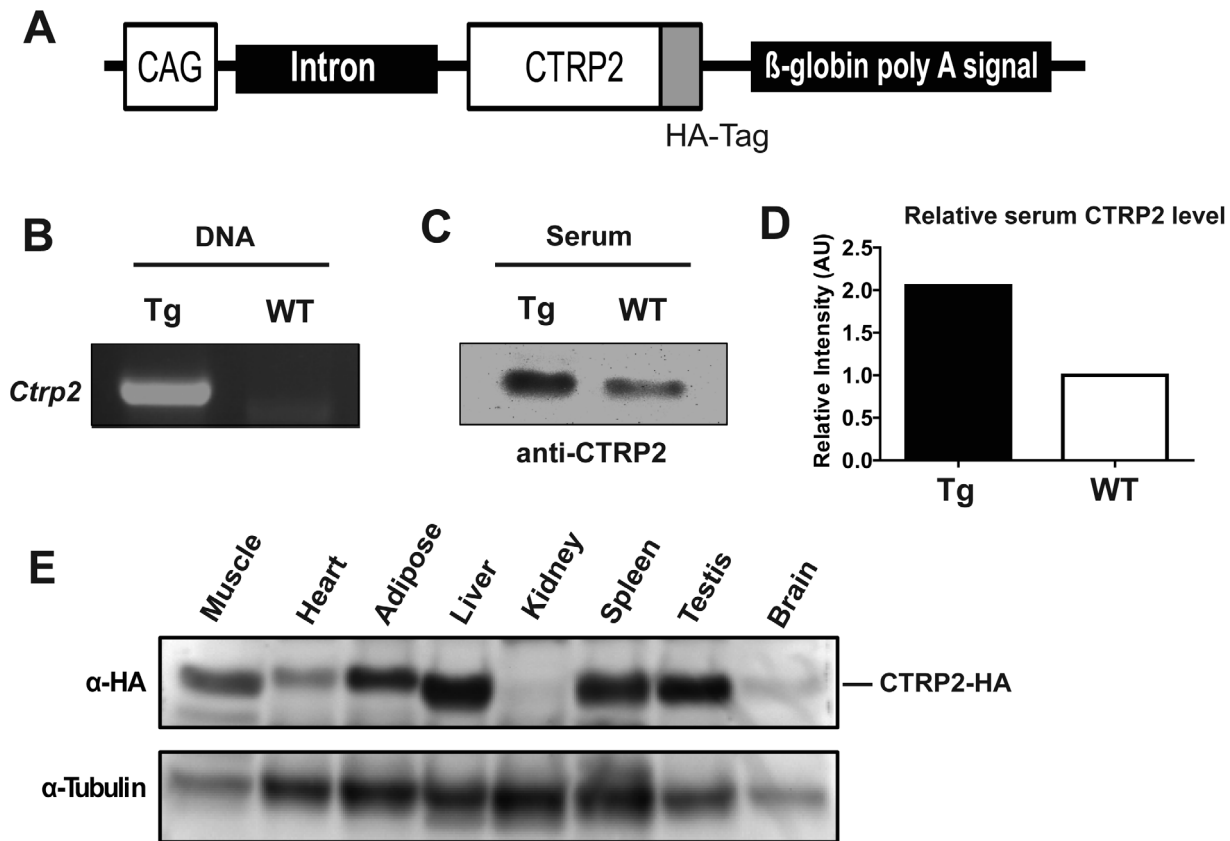 A
CAG
Intron
CTRP2
ß-globin poly A signal
HA-Tag
B
DNA
Tg
WT
Ctrp2
C
Serum
Tg
WT
anti-CTRP2
D
Relative serum CTRP2 level
Relative Intensity (AU)
2.5
2.0
1.5
1.0
0.5
0.0
Tg
WT
E
Muscle
Heart
Adipose
Liver
Kidney
Spleen
Testis
Brain
α-HA
CTRP2-HA
α-Tubulin